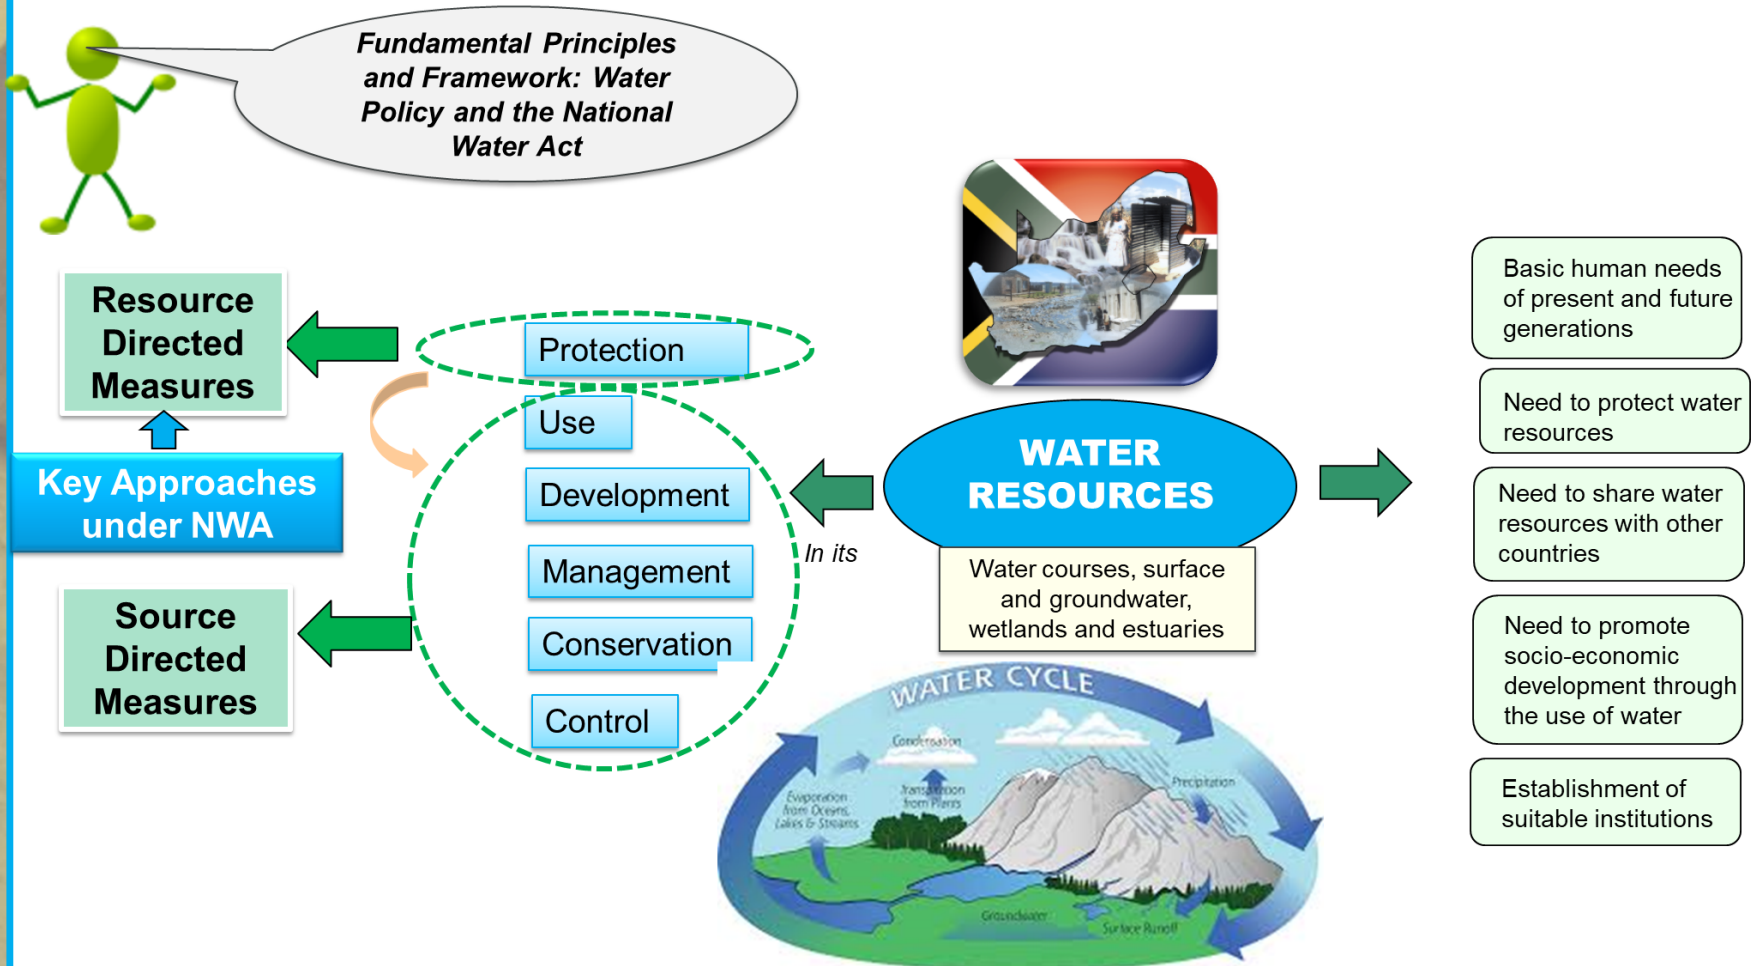 Fundamental Principles
and Framework: Water
Policy and the National
Water Act
Resource
Directed
Measures
Key Approaches
under NWA
Source
Directed
Measures
Protection
Use
Development
Management
Conservation
Control
In its
WATER
RESOURCES
Water courses, surface
and groundwater,
wetlands and estuaries
WATER CYCLE
Condensation
Precipitation
Evaporation
from Oceans,
Lakes & Streams
Transpiration
from Plants
Groundwater
Surface Runoff
Basic human needs
of present and future
generations
Need to protect water
resources
Need to share water
resources with other
countries
Need to promote
socio-economic
development through
the use of water
Establishment of
suitable institutions